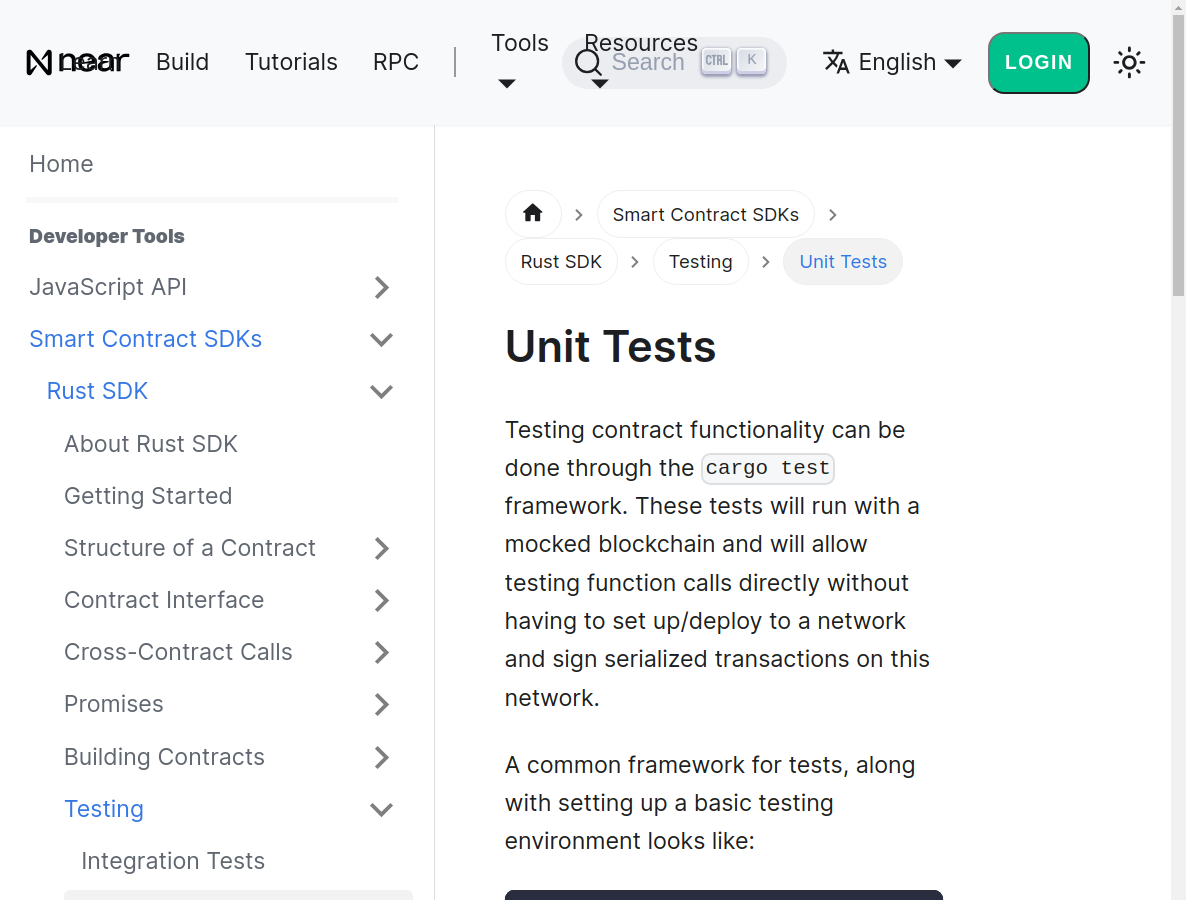 near
Learn
Build
Tutorials
RPC
Tools
Resources
Search
CTRL
K
English
LOGIN
Home
Developer Tools
JavaScript API
Smart Contract SDKs
Rust SDK
About Rust SDK
Getting Started
Structure of a Contract
Contract Interface
Cross-Contract Calls
Promises
Building Contracts
Testing
Integration Tests
Smart Contract SDKs
Rust SDK
Testing
Unit Tests
Unit Tests
Testing contract functionality can be
done through the cargo test
framework. These tests will run with a
mocked blockchain and will allow
testing function calls directly without
having to set up/deploy to a network
and sign serialized transactions on this
network.
A common framework for tests, along
with setting up a basic testing
environment looks like: